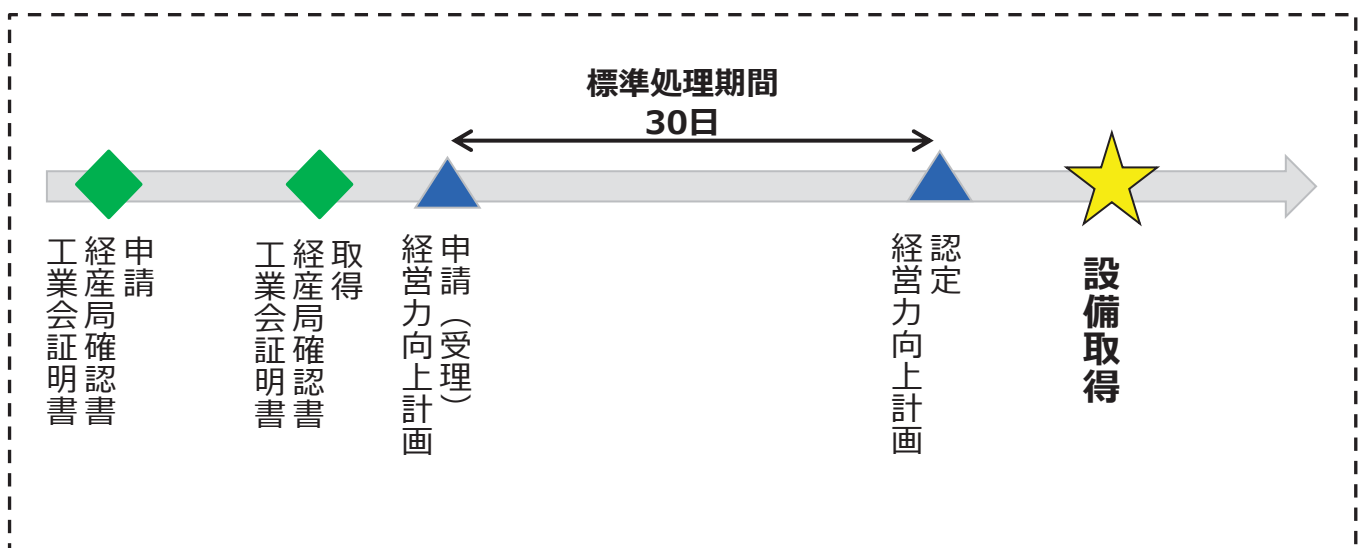 標準処理期間
30日
工業会証明書
経産局確認書
申請
工業会証明書
経産局確認書
取得
経営力向上計画
申請（受理）
経営力向上計画
認定
設備取得